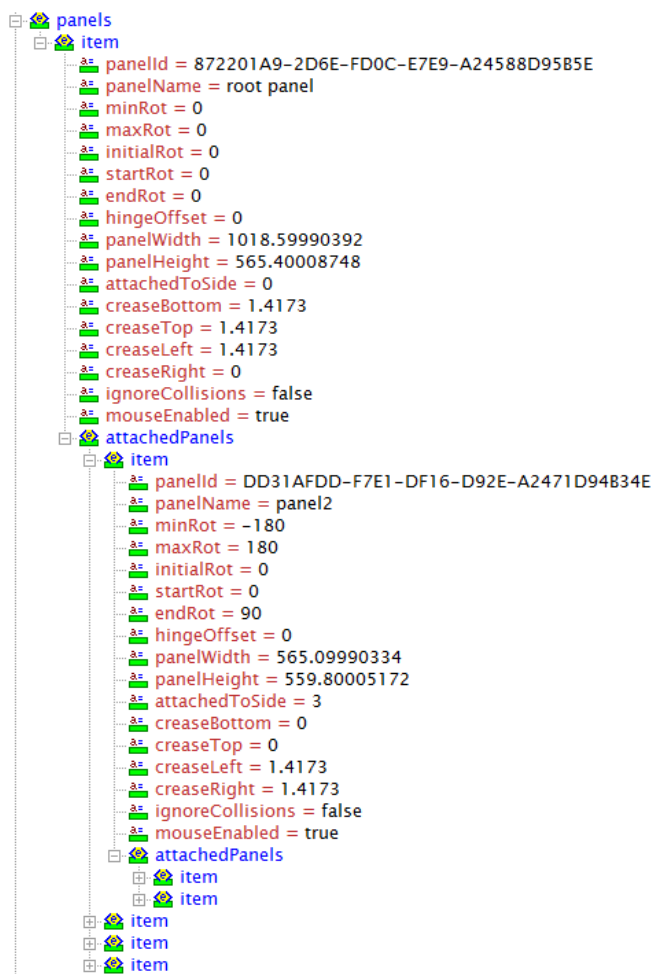 panels
item
panelId = 872201A9-2D6E-FD0C-E7E9-A24588D95B5E
panelName = root panel
minRot = 0
maxRot = 0
initialRot = 0
startRot = 0
endRot = 0
hingeOffset = 0
panelWidth = 1018.59990392
panelHeight = 565.40008748
attachedToSide = 0
creaseBottom = 1.4173
creaseTop = 1.4173
creaseLeft = 1.4173
creaseRight = 0
ignoreCollisions = false
mouseEnabled = true
attachedPanels
item
panelId = DD31AFDD-F7E1-DF16-D92E-A2471D94B34E
panelName = panel2
minRot = -180
maxRot = 180
initialRot = 0
startRot = 0
endRot = 90
hingeOffset = 0
panelWidth = 565.09990334
panelHeight = 559.80005172
attachedToSide = 3
creaseBottom = 0
creaseTop = 0
creaseLeft = 1.4173
creaseRight = 1.4173
ignoreCollisions = false
mouseEnabled = true
attachedPanels
item
item
item
item
item